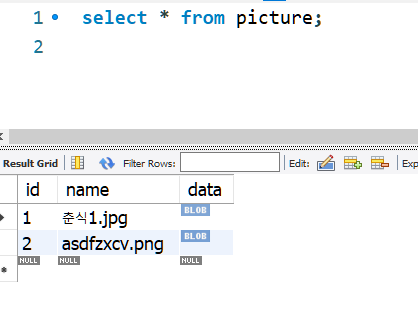 1 select * from picture;
2
Result Grid Filter Rows: Edit: Exp
id name data
1 춘식1.jpg BLOB
2 asdfzxcv.png BLOB
NULL NULL NULL